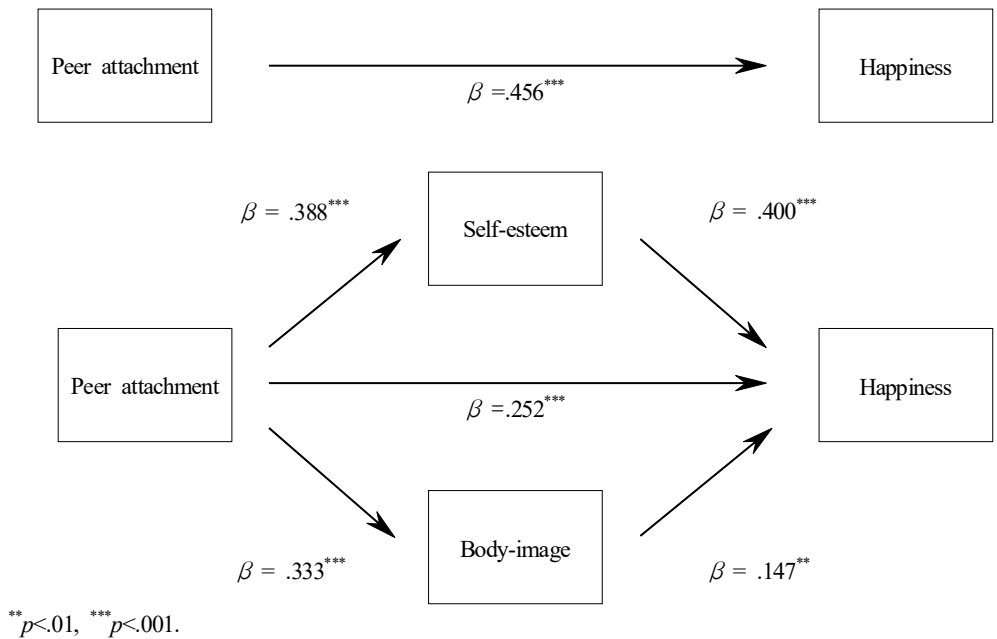 Peer attachment
Happiness
β =.456***
β = .388***
Self-esteem
β = .400***
Peer attachment
Happiness
β =.252***
Body-image
β = .333***
β = .147**
**p<.01, ***p<.001.